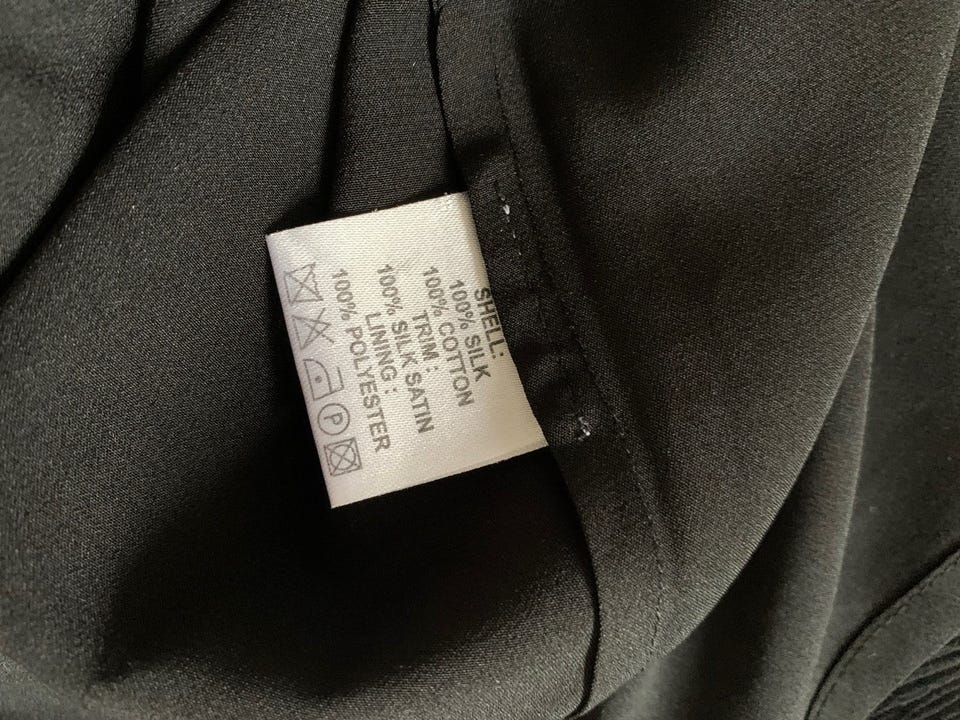 SHELL:
100% SILK
100% COTTON
TRIM :
100% SILK SATIN
LINING :
100% POLYESTER
P